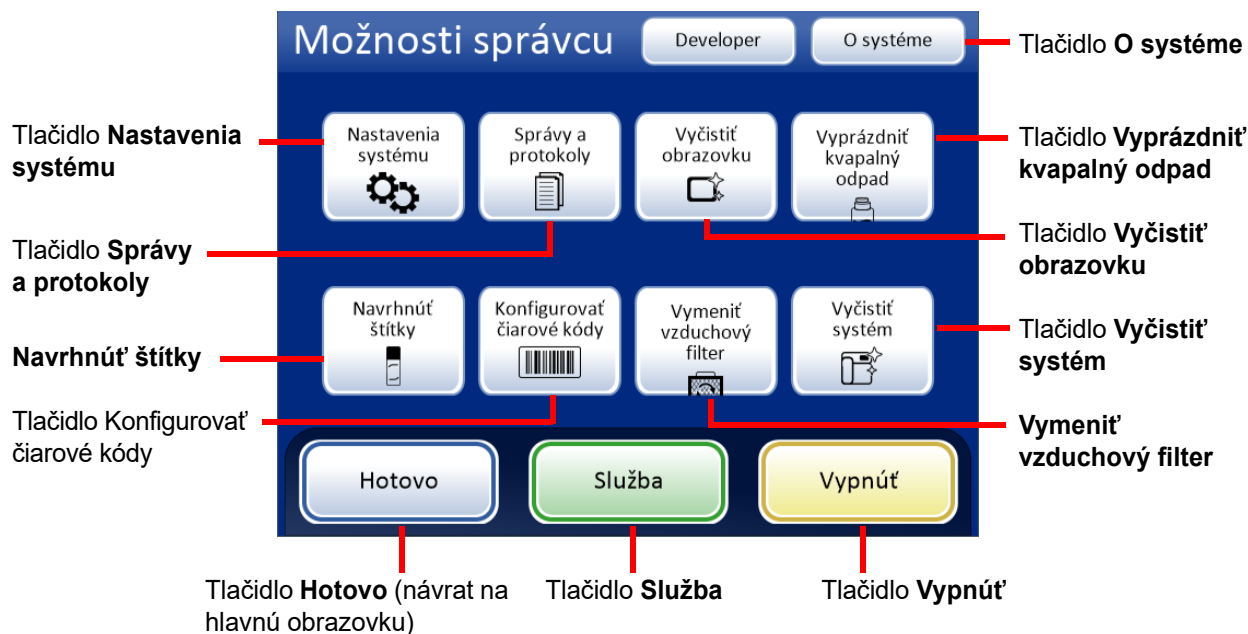 Možnosti správcu
Developer
O systéme
Tlačidlo O systéme
Tlačidlo Nastavenia
systému
Nastavenia
systému
Správy a
protokoly
Vyčistiť
obrazovku
Vyprázdniť
kvapalný
odpad
Tlačidlo Vyprázdniť
kvapalný odpad
Tlačidlo Správy
a protokoly
Tlačidlo Vyčistiť
obrazovku
Navrhnúť štítky
Navrhnúť
štítky
Konfigurovať
čiarové kódy
Vymeniť
vzduchový
filter
Vyčistiť
systém
Tlačidlo Vyčistiť
systém
Tlačidlo Konfigurovať
čiarové kódy
Vymeniť
vzduchový filter
Hotovo
Služba
Vypnúť
Tlačidlo Hotovo (návrat na
hlavnú obrazovku)
Tlačidlo Služba
Tlačidlo Vypnúť